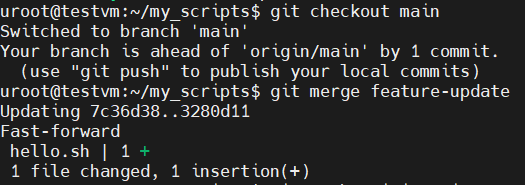 uroot@testvm:~/my_scripts$ git checkout main
Switched to branch 'main'
Your branch is ahead of 'origin/main' by 1 commit.
  (use "git push" to publish your local commits)
uroot@testvm:~/my_scripts$ git merge feature-update
Updating 7c36d38..3280d11
Fast-forward
 hello.sh | 1 +
 1 file changed, 1 insertion(+)